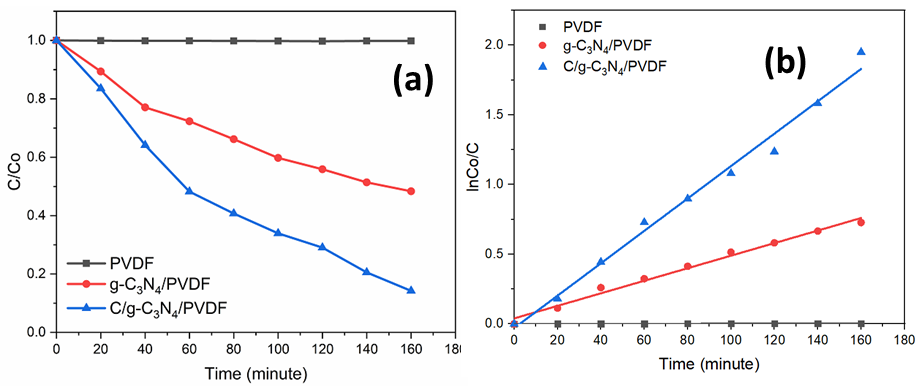 1.0
0.8
0.6
0.4
0.2
0.0
C/Co
(a)
PVDF
g-C₃N₄/PVDF
C/g-C₃N₄/PVDF
0 20 40 60 80 100 120 140 160 180
Time (minute)
PVDF
g-C₃N₄/PVDF
C/g-C₃N₄/PVDF
(b)
2.0
1.5
1.0
0.5
0.0
lnCo/C
0 20 40 60 80 100 120 140 160 180
Time (minute)